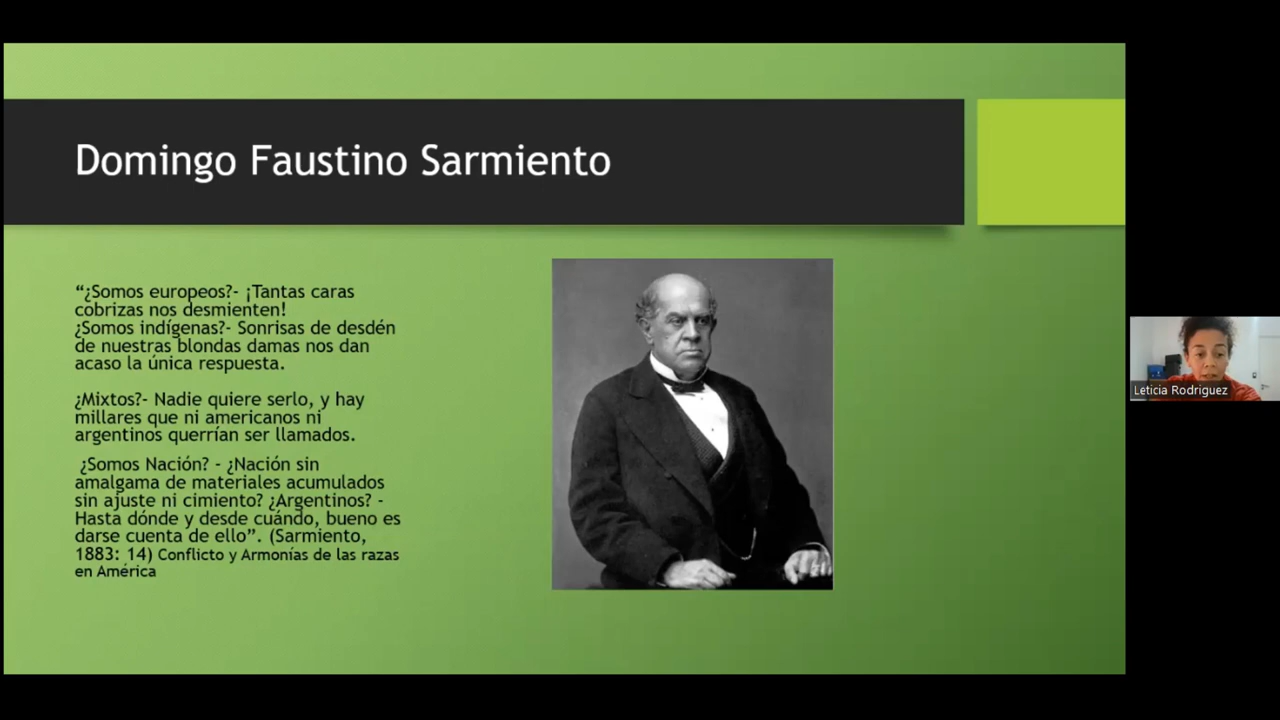 Domingo Faustino Sarmiento
“¿Somos europeos?- ¡Tantas caras
cobrizas nos desmienten!
¿Somos indígenas?- Sonrisas de desdén
de nuestras blondas damas nos dan
acaso la única respuesta.
¿Mixtos?- Nadie quiere serlo, y hay
millares que ni americanos ni
argentinos querrían ser llamados.
¿Somos Nación? - ¿Nación sin
amalgama de materiales acumulados
sin ajuste ni cimiento? ¿Argentinos? -
Hasta dónde y desde cuándo, bueno es
darse cuenta de ello”. (Sarmiento,
1883: 14) Conflicto y Armonías de las razas
en América
Leticia Rodriguez